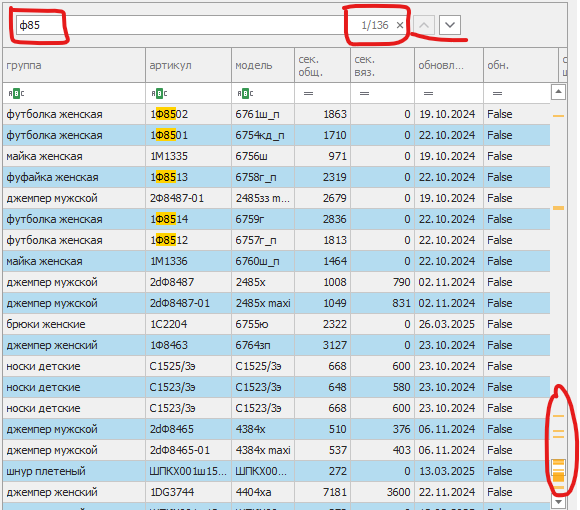 ф85 1/136 ×
группа артикул модель сек. общ. сек. вяз. обновл... обн.
ABC ABC ABC = = = =
футболка женская 1Ф8502 6761ш_п 1863 0 19.10.2024 False
футболка женская 1Ф8501 6754кд_п 1710 0 22.10.2024 False
майка женская 1М1335 6756ш 971 0 19.10.2024 False
фуфайка женская 1Ф8513 6758г_п 2319 0 22.10.2024 False
джемпер мужской 2Ф8487-01 2485зз m... 2679 0 19.10.2024 False
футболка женская 1Ф8514 6759г 2836 0 22.10.2024 False
футболка женская 1Ф8512 6757г_п 1813 0 22.10.2024 False
майка женская 1М1336 6760ш_п 1464 0 22.10.2024 False
джемпер мужской 2dФ8487 2485х 1008 790 02.11.2024 False
джемпер мужской 2dФ8487-01 2485х maxi 1049 831 02.11.2024 False
брюки женские 1С2204 6755ю 2322 0 26.03.2025 False
джемпер женский 1Ф8463 6764зп 3127 0 23.10.2024 False
носки детские С1525/3э С1525/3э 668 600 23.10.2024 False
носки детские С1523/3э С1523/3э 648 580 23.10.2024 False
носки детские С1523/3э С1523/3э 668 600 23.10.2024 False
джемпер мужской 2dФ8465 4384х 510 376 06.11.2024 False
джемпер мужской 2dФ8465-01 4384х maxi 537 403 06.11.2024 False
шнур плетеный ШПКХ001ш15... ШПКХ00... 272 0 13.03.2025 False
джемпер женский 1DG3744 4404ха 7181 3600 22.11.2024 False